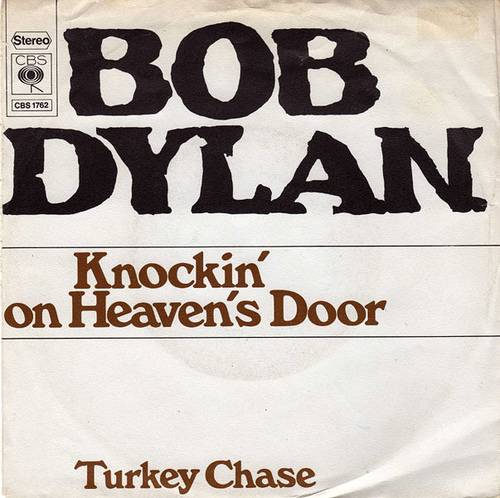 Stereo
CBS
CBS 1762
BOB
DYLAN
Knockin'
on Heaven's Door
Turkey Chase